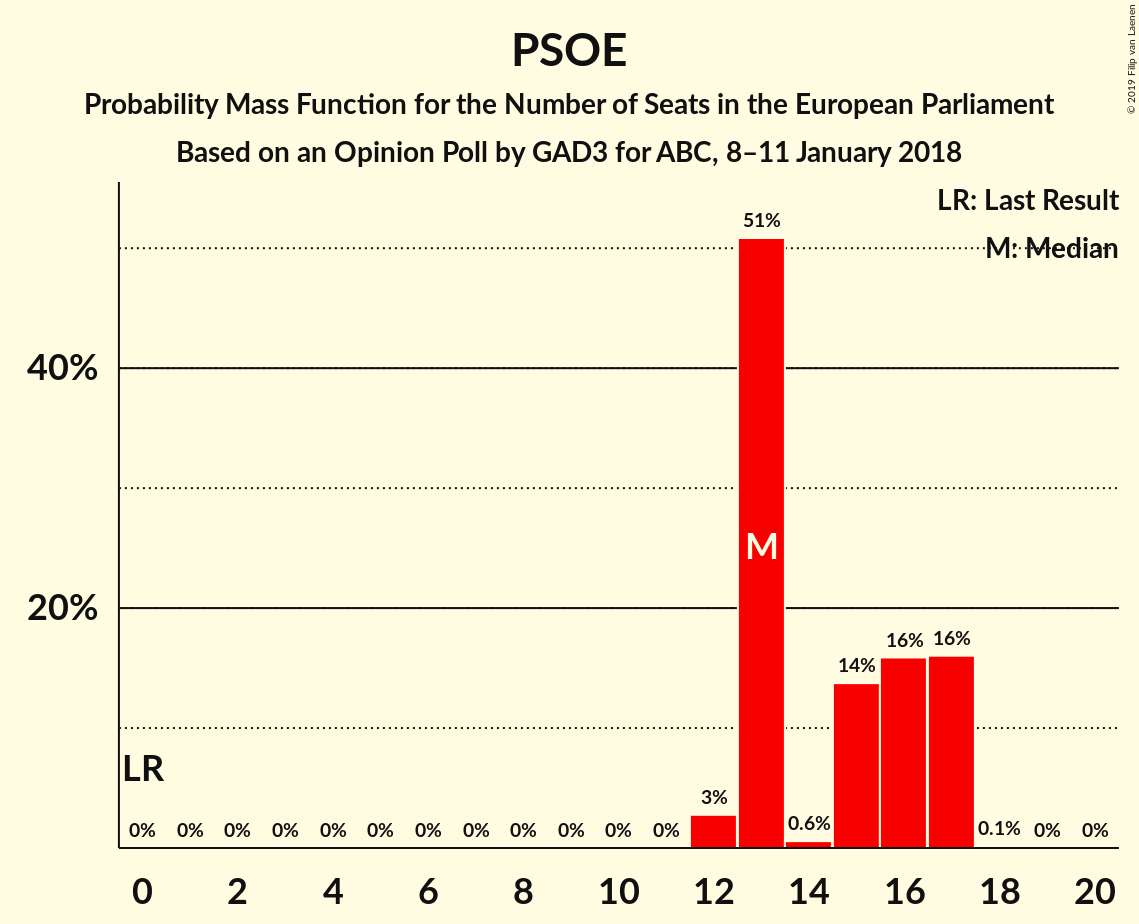 PSOE
Probability Mass Function for the Number of Seats in the European Parliament
Based on an Opinion Poll by GAD3 for ABC, 8–11 January 2018
© 2019 Filip van Laenen
LR: Last Result
M: Median
40%
20%
LR
M
0% 0% 0% 0% 0% 0% 0% 0% 0% 0% 0% 0% 3% 51% 0.6% 14% 16% 16% 0.1% 0% 0%
0 2 4 6 8 10 12 14 16 18 20